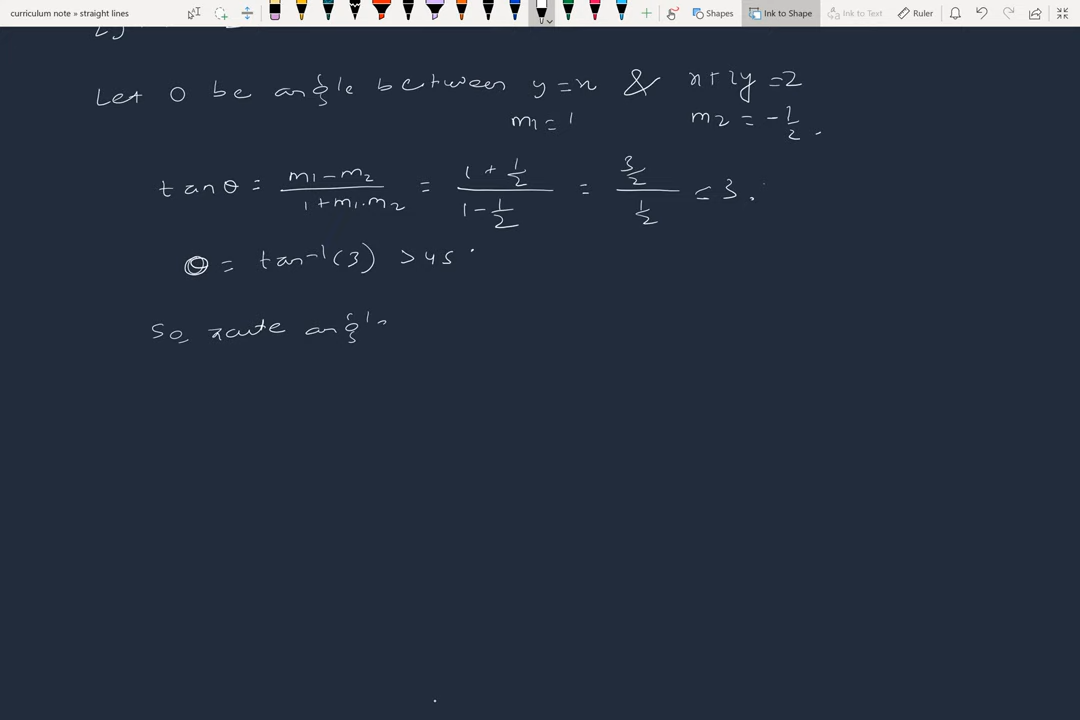 curriculum note » straight lines
Shapes
Ink to Shape
Ink to Text
Ruler
Let O be angle between y = x & x + 2y = 2
m1 = 1 m2 = -1/2.
tan θ = (m1 - m2)/(1 + m1.m2) = (1 + 1/2)/(1 - 1/2) = (3/2)/(1/2) = 3.
θ = tan-1(3) > 45°
So, acute angle